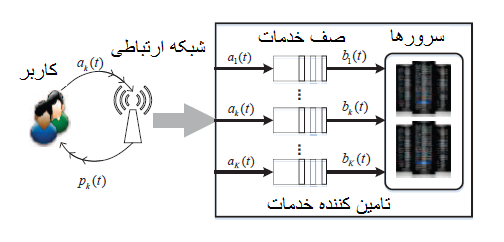 شبکه ارتباطی
صف خدمات
سرورها
کاربر
a_k(t)
p_k(t)
a_1(t)
b_1(t)
...
a_k(t)
b_k(t)
...
a_K(t)
b_K(t)
تامین کننده خدمات